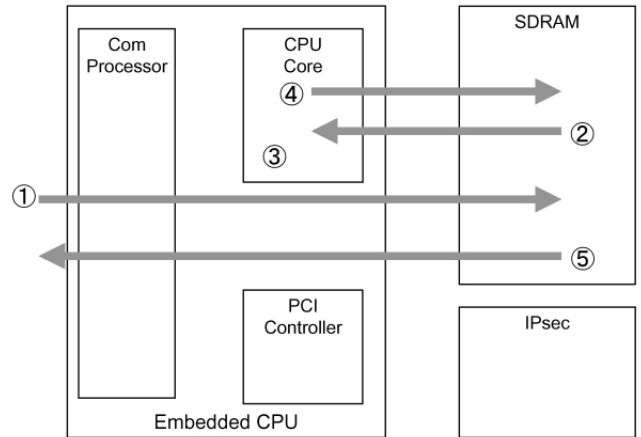 Com
Processor
CPU
Core
SDRAM
④
②
③
①
⑤
PCI
Controller
IPsec
Embedded CPU